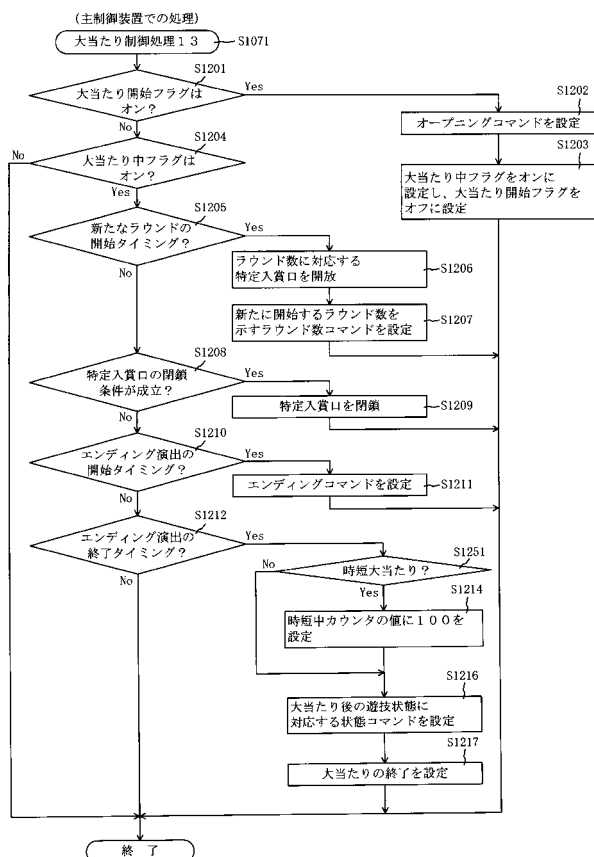 (主制御装置での処理)
大当たり制御処理13
S1071
S1201
大当たり開始フラグは
オン?
Yes
No
S1202
オープニングコマンドを設定
S1203
大当たり中フラグをオンに
設定し、大当たり開始フラグを
オフに設定
S1204
大当たり中フラグは
オン?
No
Yes
S1205
新たなラウンドの
開始タイミング?
Yes
No
ラウンド数に対応する
特定入賞口を開放
S1206
新たに開始するラウンド数を
示すラウンド数コマンドを設定
S1207
S1208
特定入賞口の閉鎖
条件が成立?
Yes
No
特定入賞口を閉鎖
S1209
S1210
エンディング演出の
開始タイミング?
Yes
No
エンディングコマンドを設定
S1211
S1212
エンディング演出の
終了タイミング?
Yes
No
S1251
時短大当たり?
No
Yes
S1214
時短中カウンタの値に100を
設定
S1216
大当たり後の遊技状態に
対応する状態コマンドを設定
S1217
大当たりの終了を設定
終了